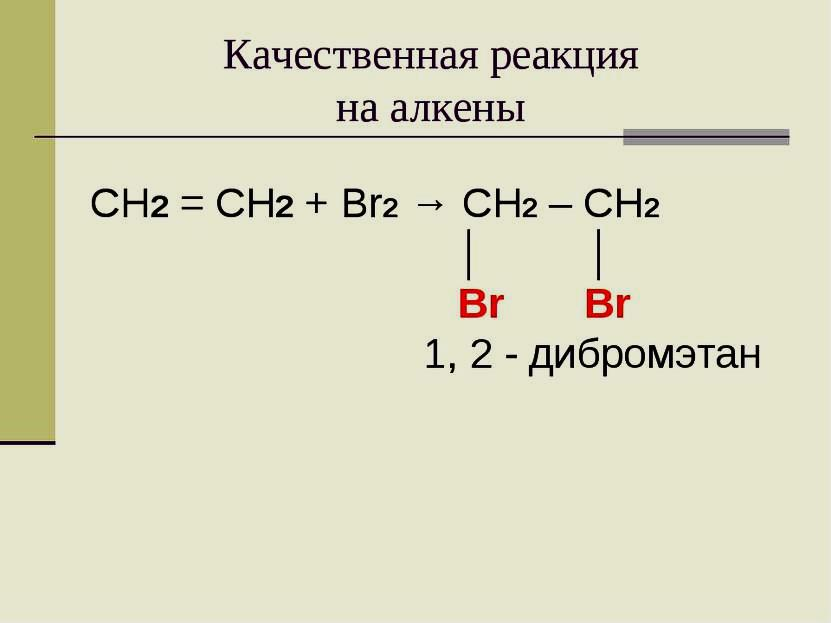 Качественная реакция
на алкены
CH2 = CH2 + Br2 → CH2 – CH2
Br Br
1, 2 - дибромэтан